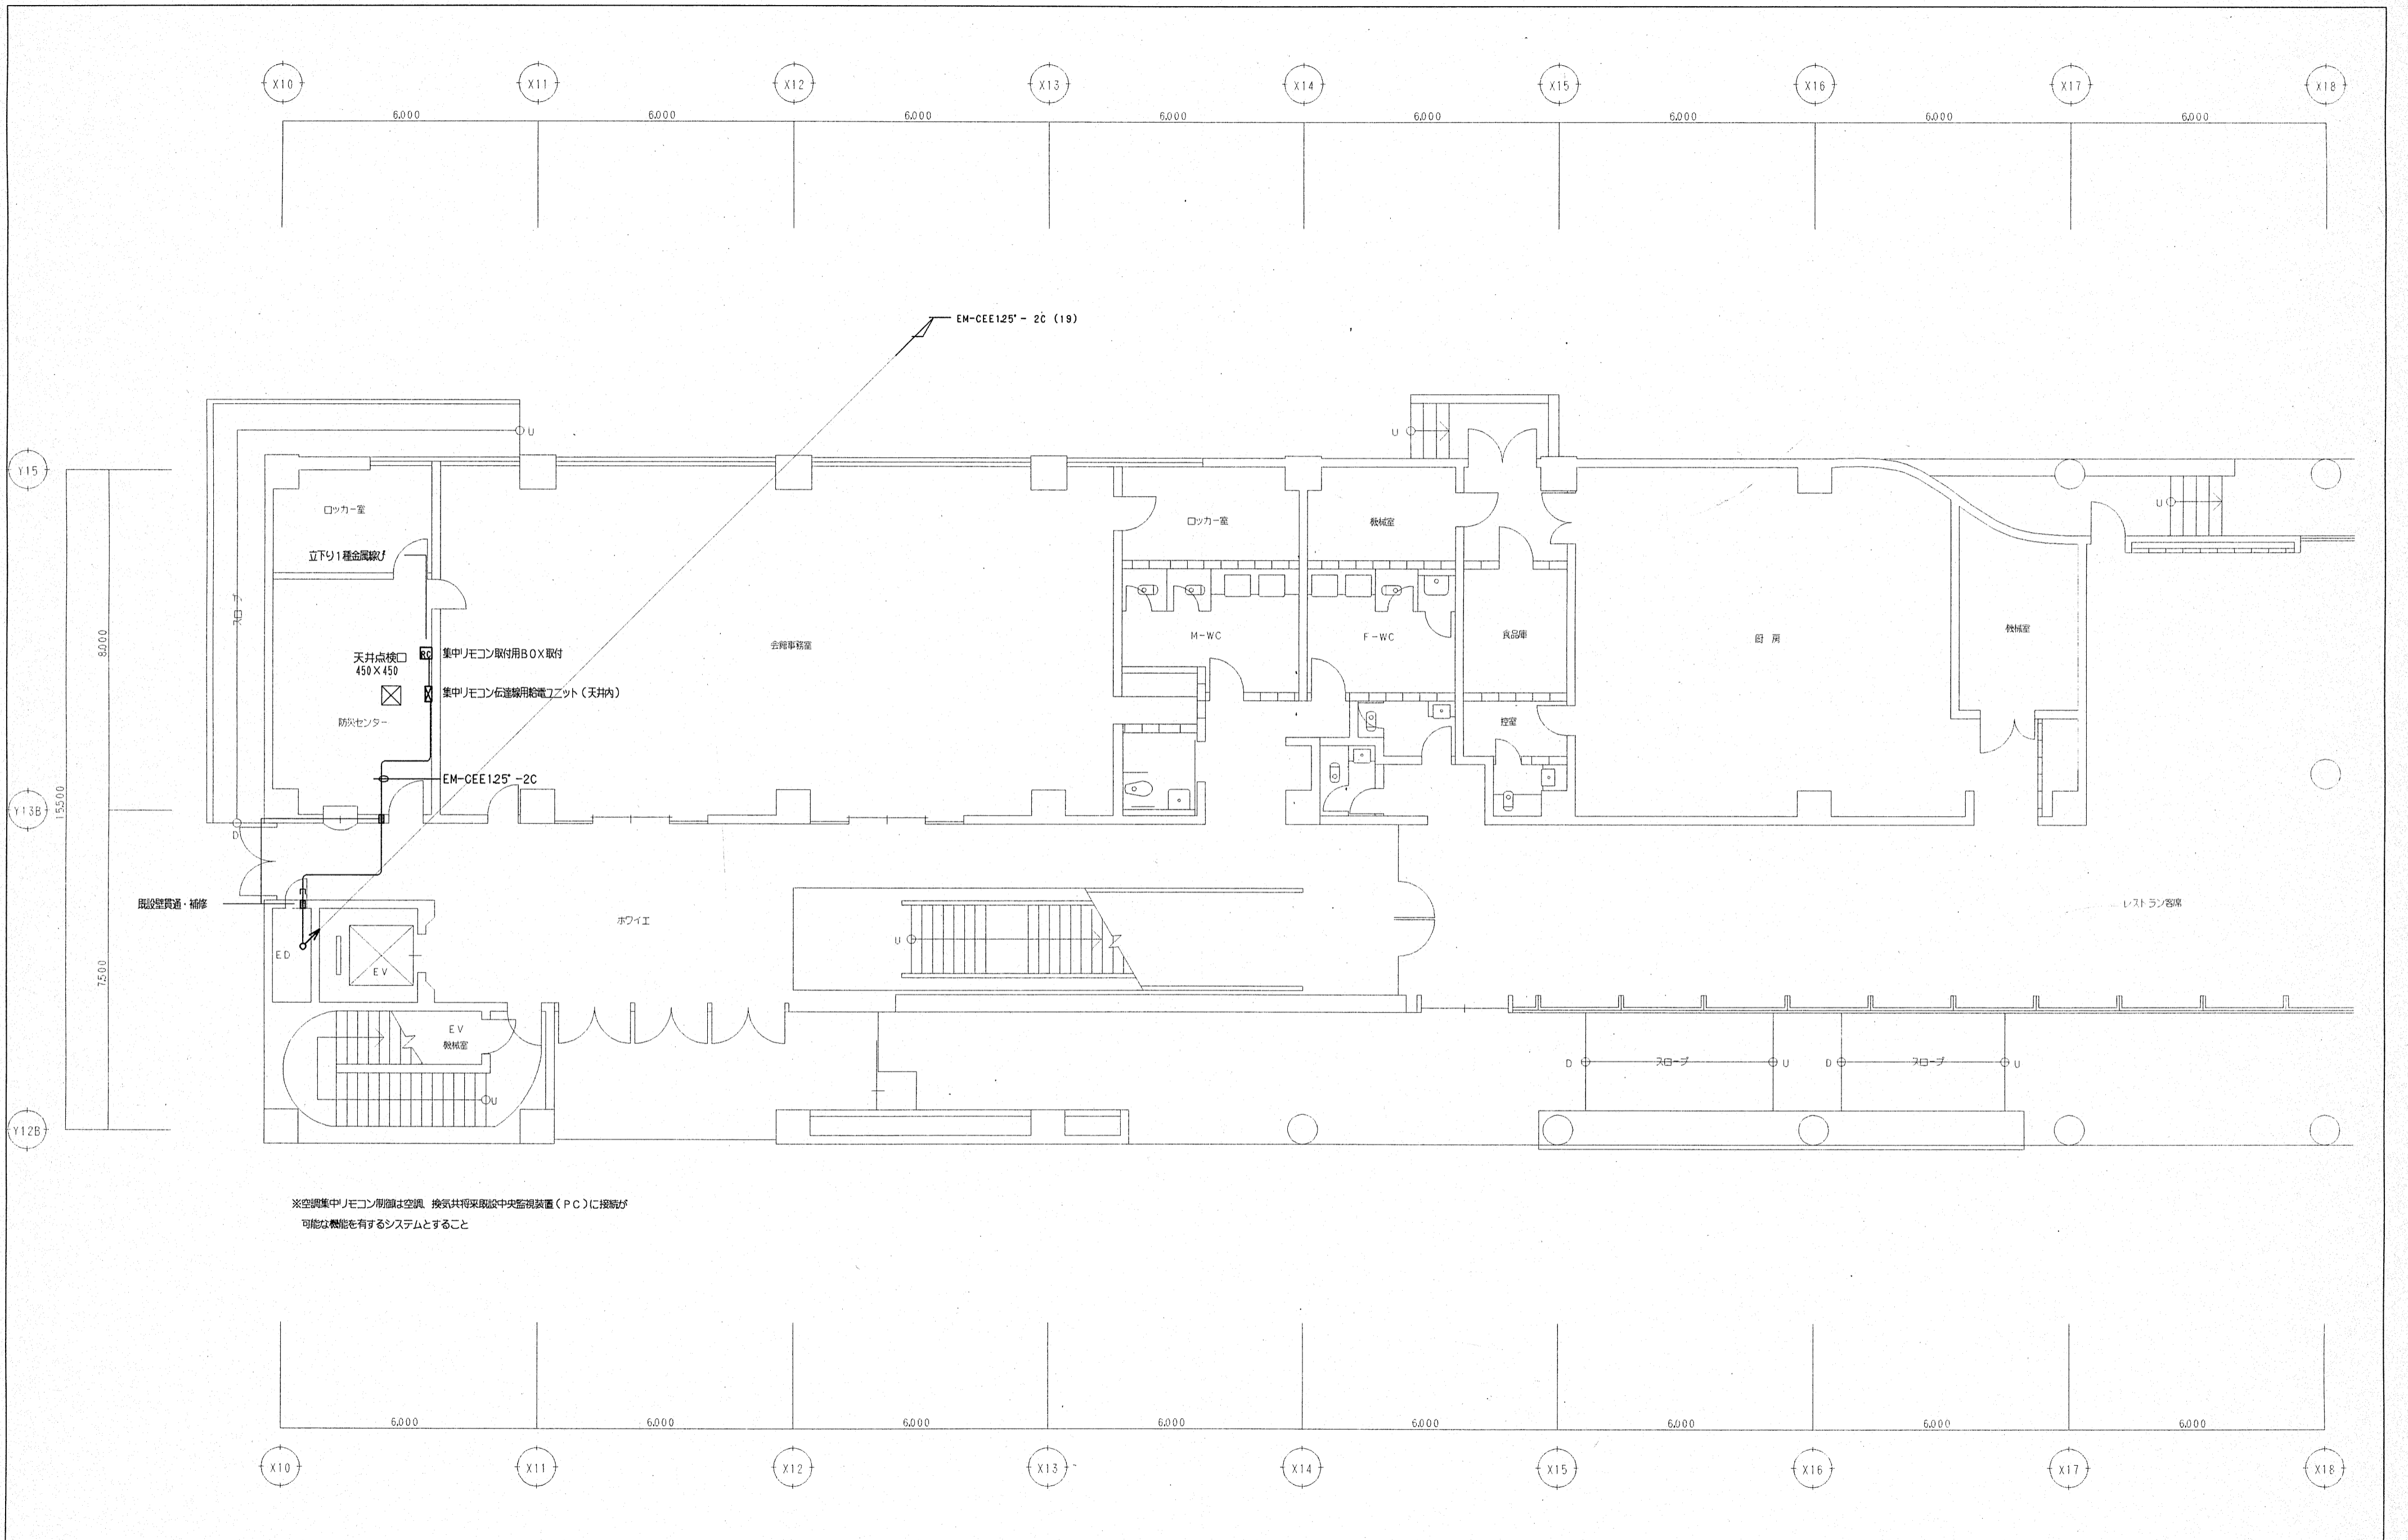 X10 X11 X12 X13 X14 X15 X16 X17 X18
6.000 6.000 6.000 6.000 6.000 6.000 6.000 6.000
EM-CEE1.25°- 2C (19)
U
U
Y15
ロッカー室
ロッカー室
機械室
U
立下り1種金属線ぴ
スロープ
8.000
会館事務室
M-WC
F-WC
食品庫
厨 房
機械室
RC
集中リモコン取付用BOX取付
天井点検口
450×450
集中リモコン伝達線用給電ユニット（天井内）
防災センター
控室
EM-CEE1.25°-2C
Y13B
15.500
D
既設壁貫通・補修
ホワイエ
レストラン客席
U
ED
EV
7.500
EV
機械室
D スロープ U
D スロープ U
U
Y12B
※空調集中リモコン制御は空調、換気共将来既設中央監視装置（PC）に接続が
可能な機能を有するシステムとすること
6.000 6.000 6.000 6.000 6.000 6.000 6.000 6.000
X10 X11 X12 X13 X14 X15 X16 X17 X18